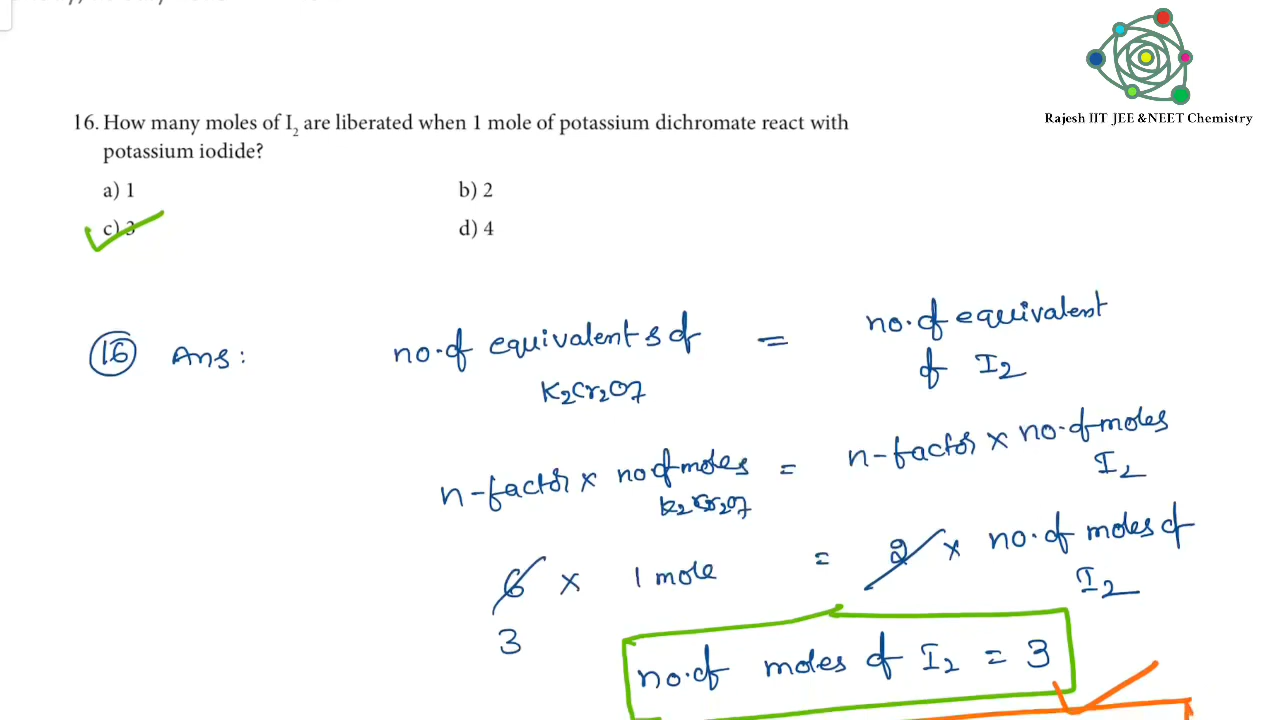 Rajesh IIT JEE &NEET Chemistry
16. How many moles of I2 are liberated when 1 mole of potassium dichromate react with
potassium iodide?
a) 1 b) 2
c) 3 d) 4
16 Ans: no.of equivalents of = no.of equivalent
K2Cr2O7 of I2
n-factor × no of moles = n-factor × no.of moles
K2Cr2O7 I2
6 × 1 mole = 2 × no.of moles of
3 I2
no.of moles of I2 = 3